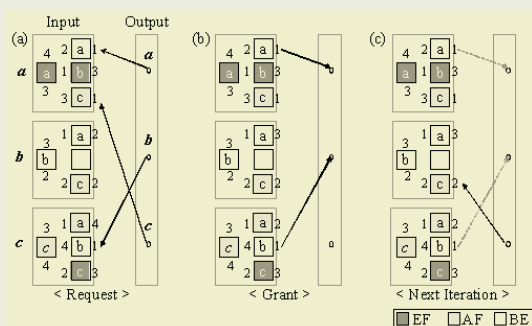 Input Output
(a) (b) (c)
2 a 1 a 2 a 1 2 a 1
4 4 4
a a 1 b 3 a 1 b 3 a 1 b 3
3 3 3
3 c 1 3 c 1 3 c 1
1 a 2 b 1 a 3 1 a 3
3 3 3
b b b b
2 2 2
2 c 2 2 c 3 2 c 2
1 a 4 c 1 a 3 1 a 3
3 3 3
c c 4 b 1 c 4 b 1 c 4 b 1
4 4 4
2 c 3 2 c 3 2 c 3
< Request > < Grant > < Next Iteration >
EF AF BE